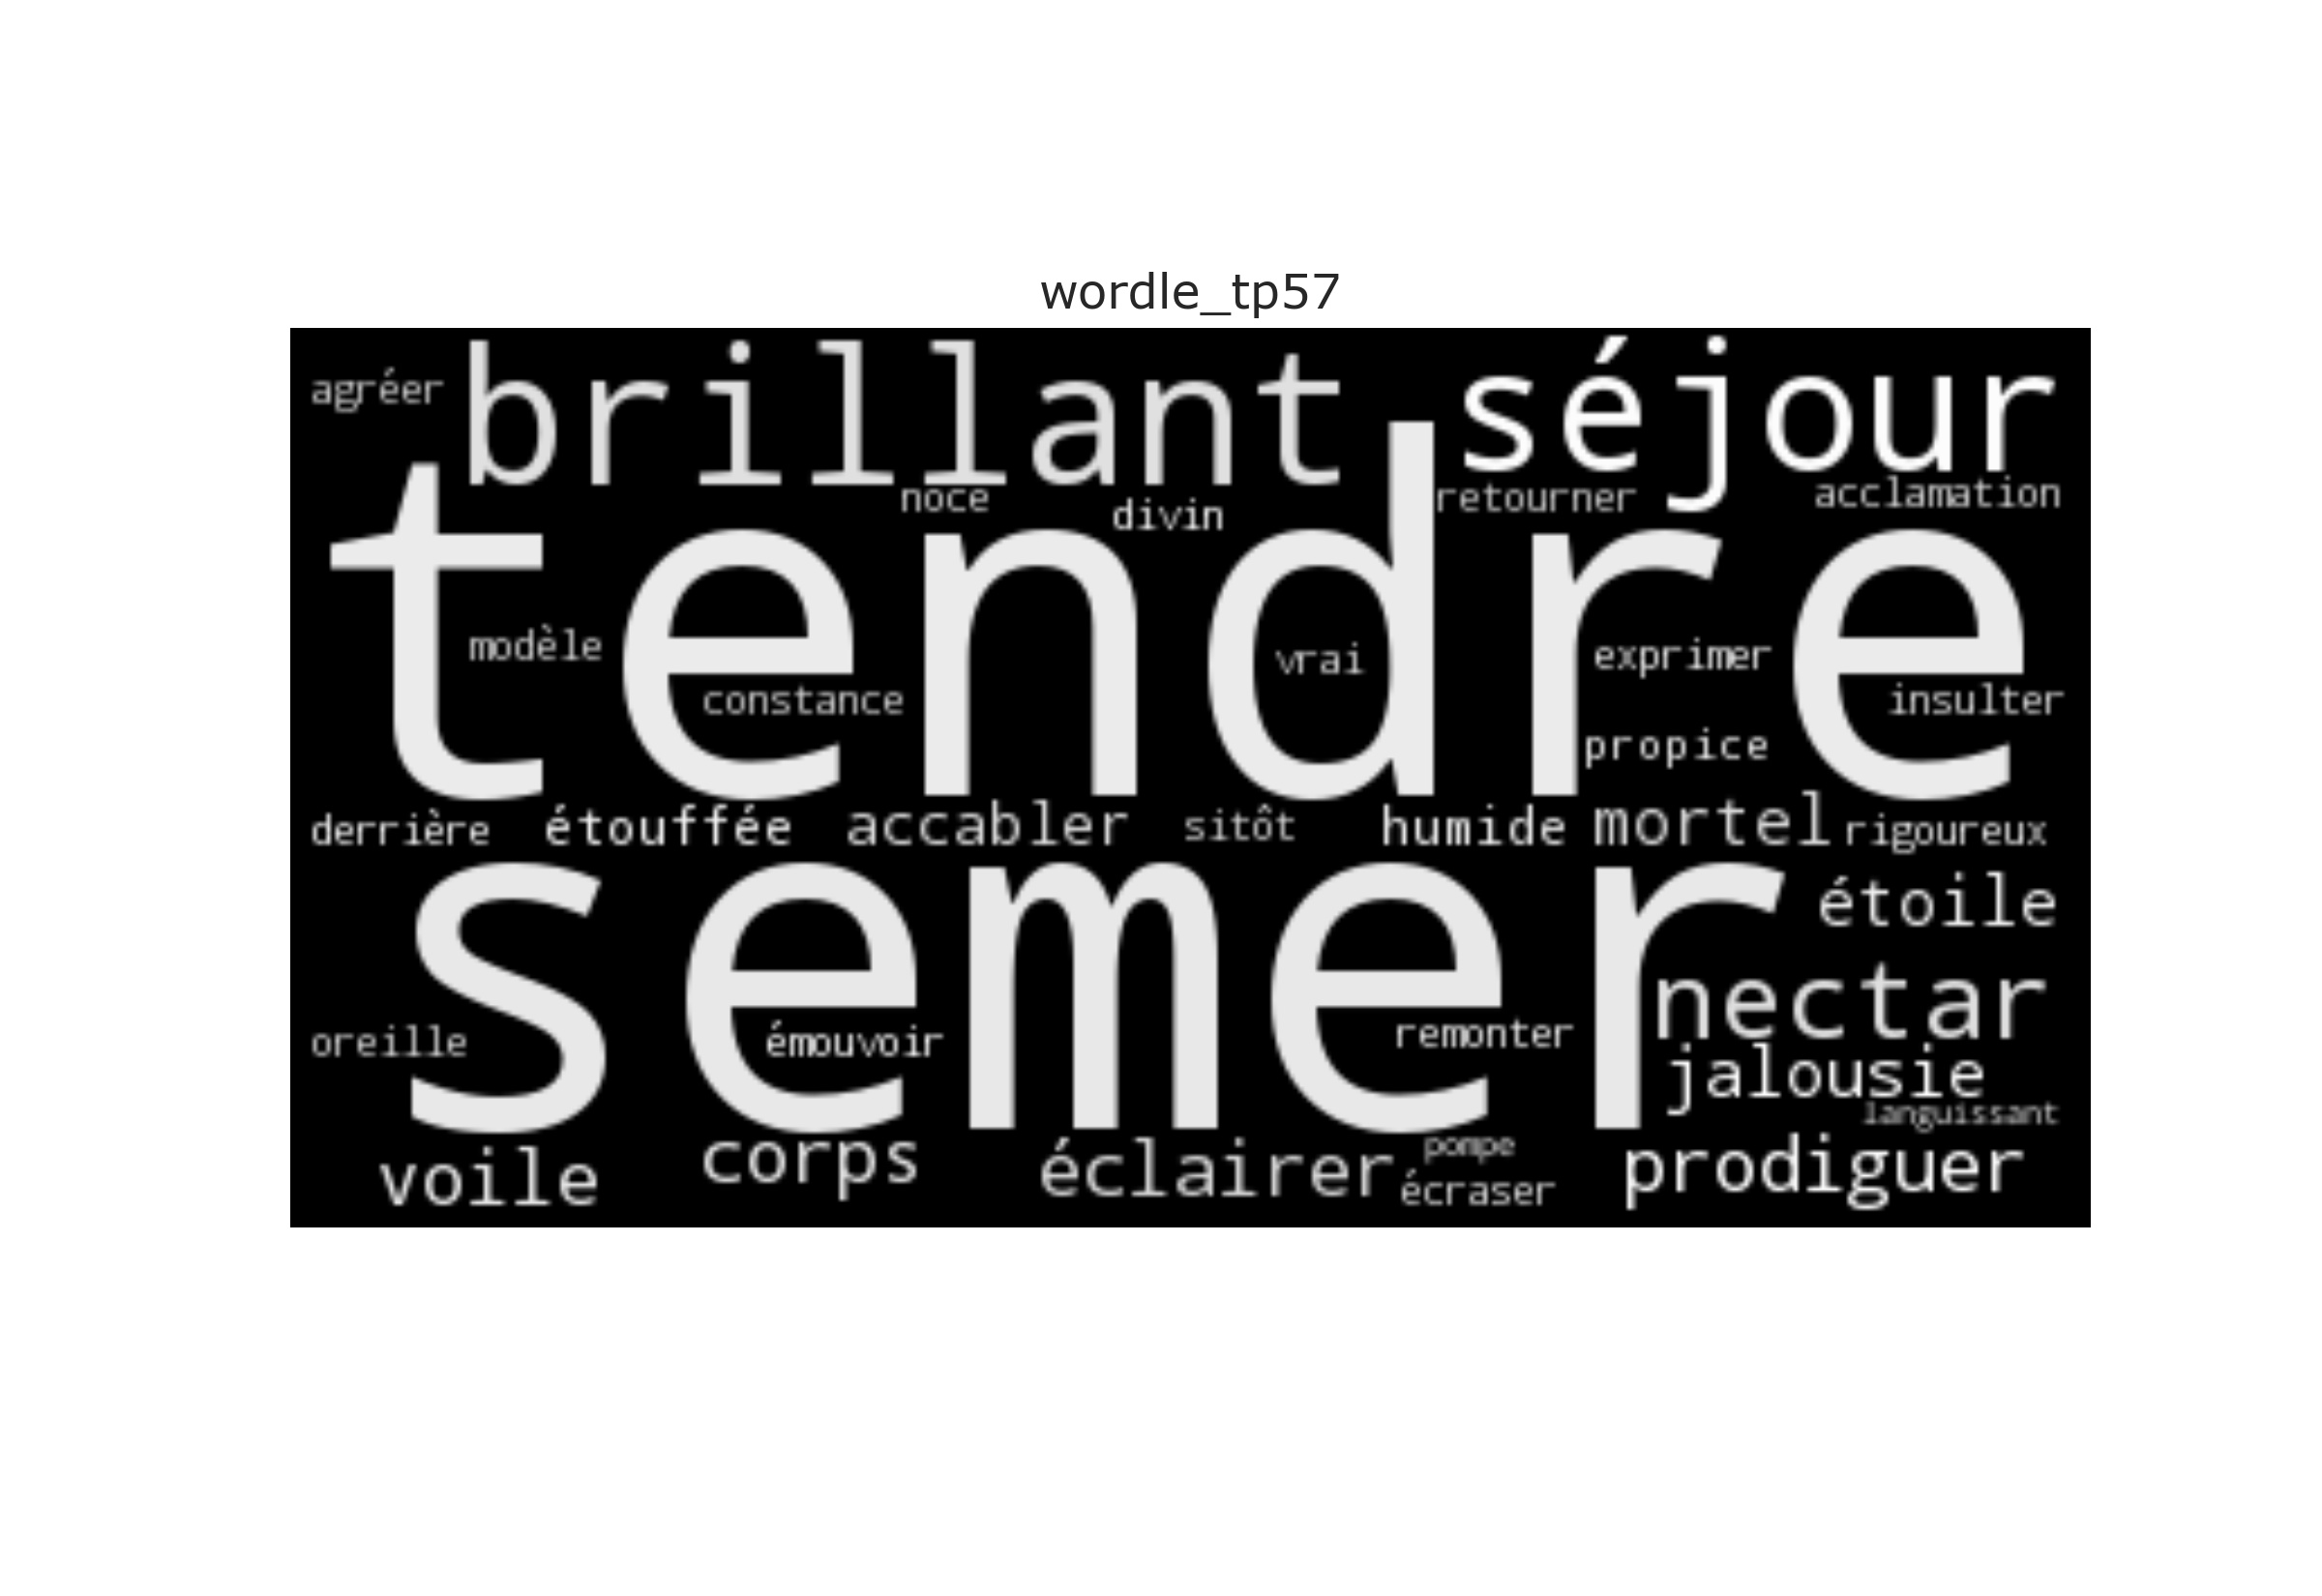 wordle_tp57
agréer brillant séjour
noce divin retourner acclamation
tendre
modèle vrai exprimer
constance insulter
propice
derrière étouffée accabler sitôt humide mortel rigoureux
semer
étoile
nectar
oreille émouvoir remonter
jalousie
languissant
voile corps éclairer pompe prodiguer
écraser